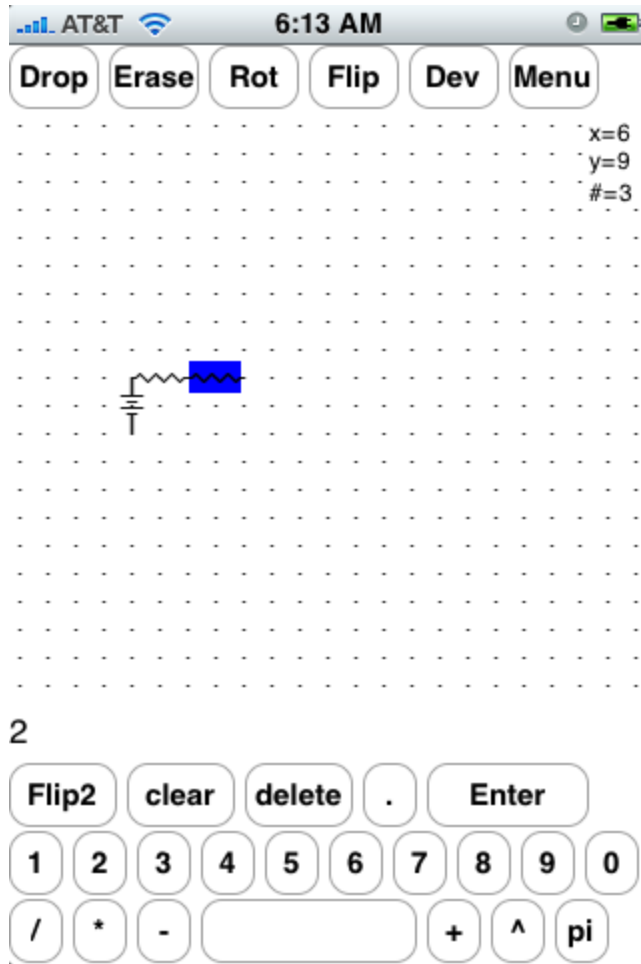 AT&T 6:13 AM
Drop Erase Rot Flip Dev Menu
x=6
y=9
#=3
2
Flip2 clear delete . Enter
1 2 3 4 5 6 7 8 9 0
/ * - + ^ pi